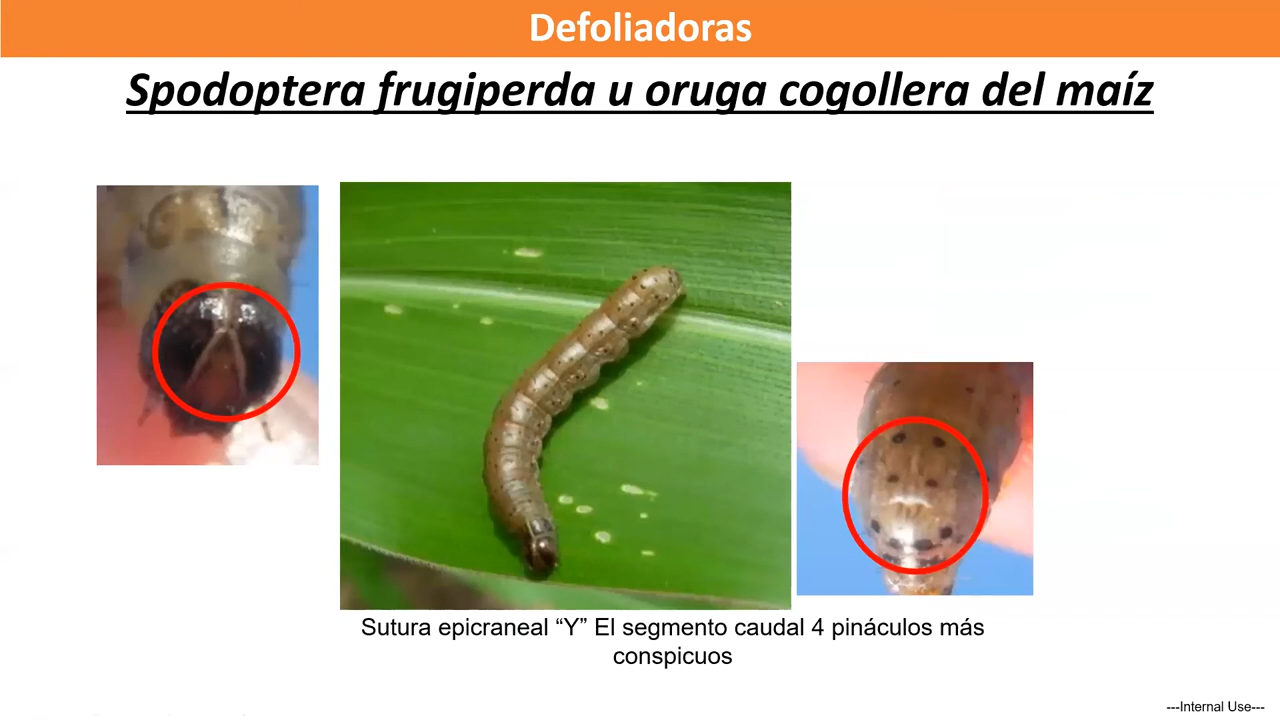 Defoliadoras
Spodoptera frugiperda u oruga cogollera del maíz
Sutura epicraneal “Y” El segmento caudal 4 pináculos más
conspicuos
---Internal Use---